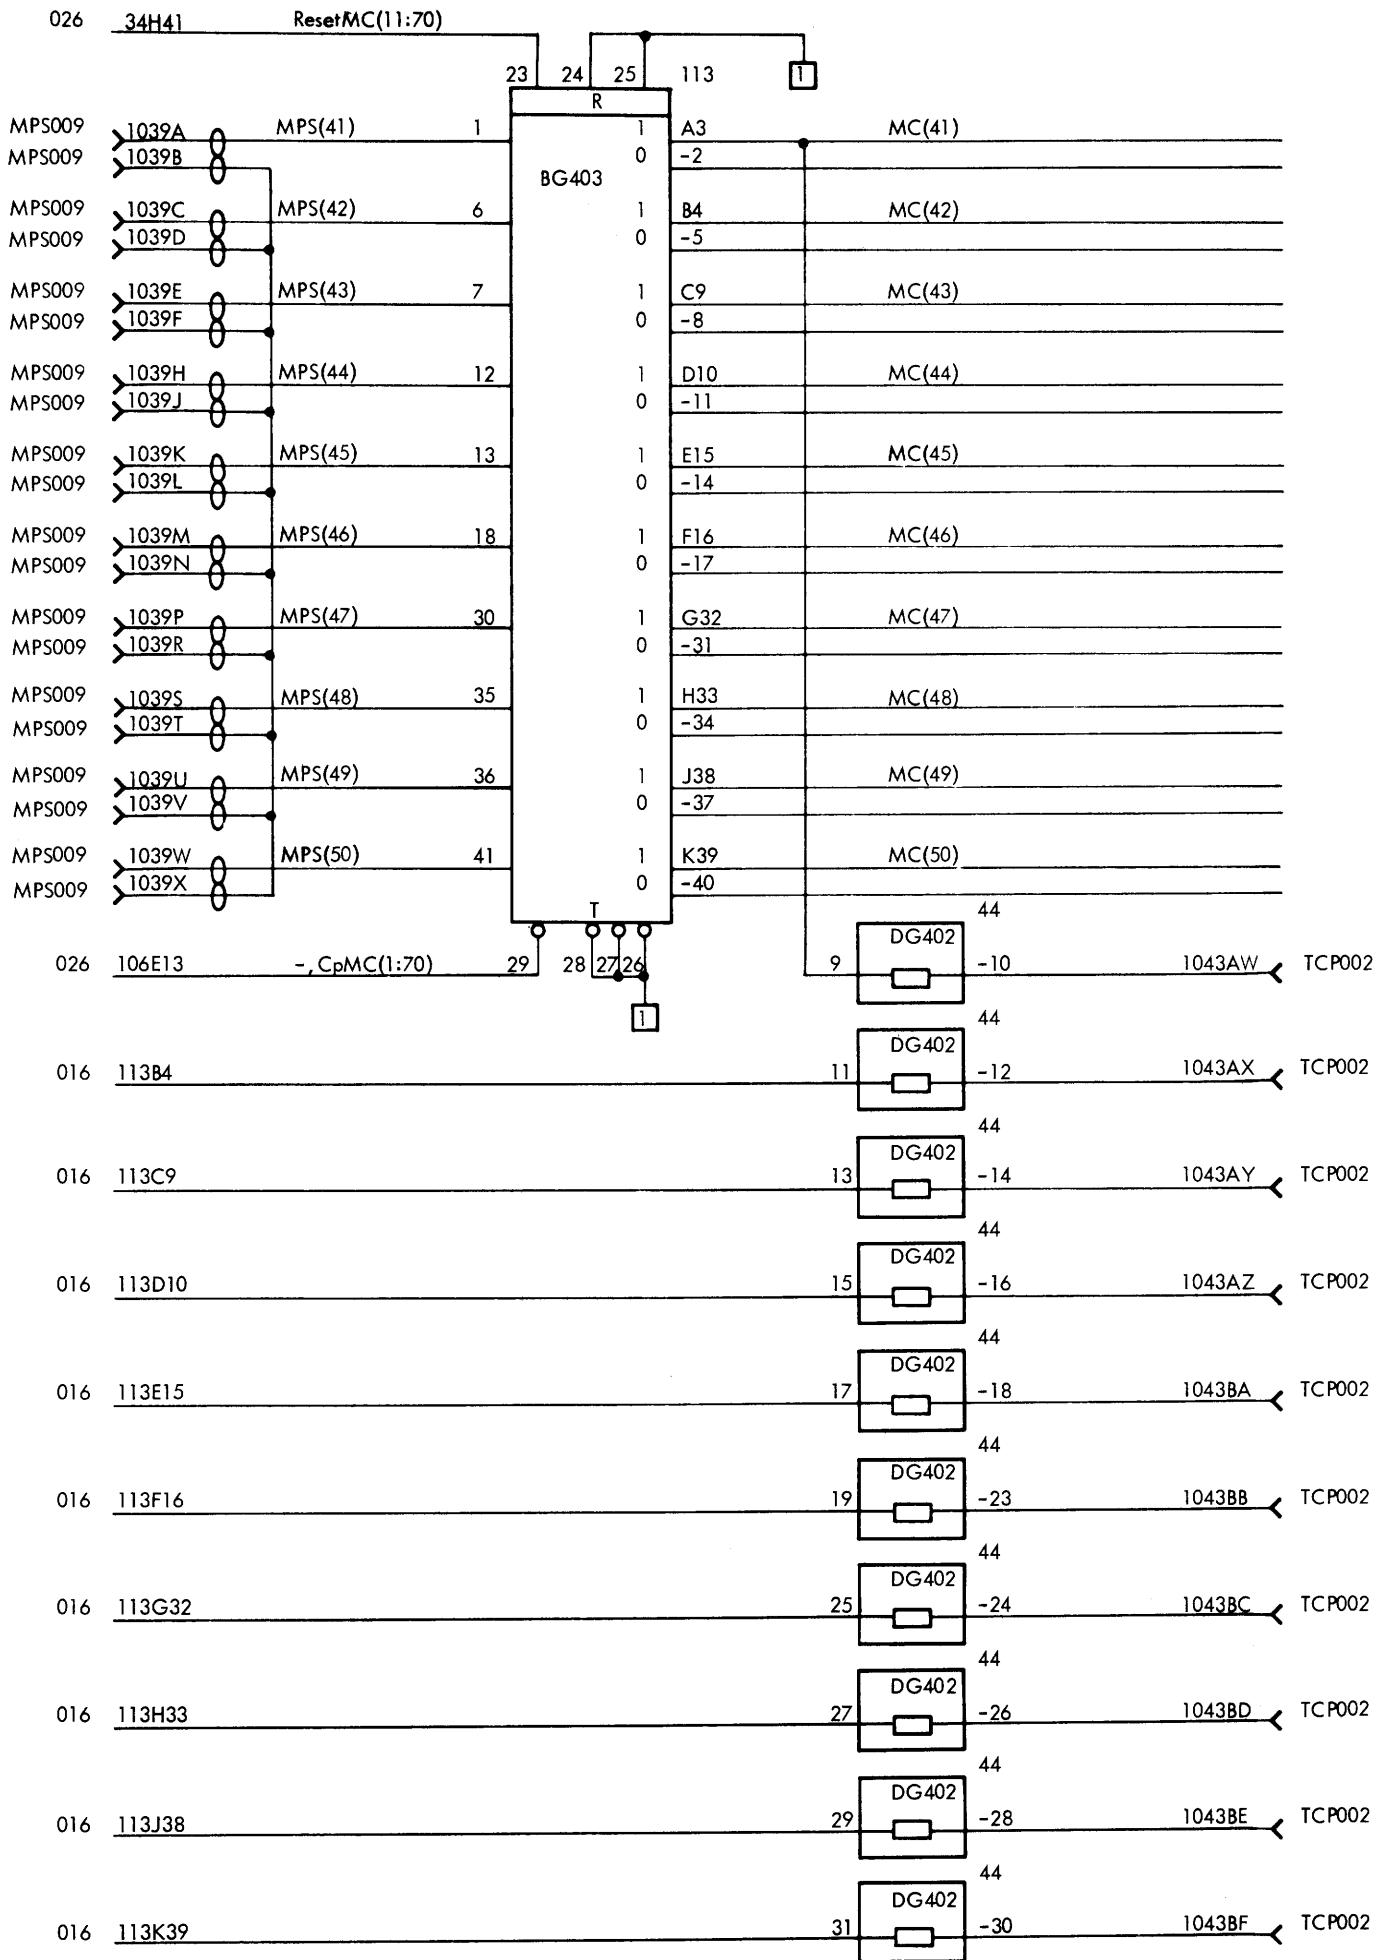 026 34H41 ResetMC(11:70)
23 24 25 113 1
R
MPS009 1039A MPS(41) 1 1 A3 MC(41)
MPS009 1039B 0 -2
BG403
MPS009 1039C MPS(42) 6 1 B4 MC(42)
MPS009 1039D 0 -5
MPS009 1039E MPS(43) 7 1 C9 MC(43)
MPS009 1039F 0 -8
MPS009 1039H MPS(44) 12 1 D10 MC(44)
MPS009 1039J 0 -11
MPS009 1039K MPS(45) 13 1 E15 MC(45)
MPS009 1039L 0 -14
MPS009 1039M MPS(46) 18 1 F16 MC(46)
MPS009 1039N 0 -17
MPS009 1039P MPS(47) 30 1 G32 MC(47)
MPS009 1039R 0 -31
MPS009 1039S MPS(48) 35 1 H33 MC(48)
MPS009 1039T 0 -34
MPS009 1039U MPS(49) 36 1 J38 MC(49)
MPS009 1039V 0 -37
MPS009 1039W MPS(50) 41 1 K39 MC(50)
MPS009 1039X 0 -40
T 44
DG402
026 106E13 -, CpMC(1:70) 29 28 27 26 9 -10 1043AW TCP002
1 44
DG402
016 113B4 11 -12 1043AX TCP002
44
DG402
016 113C9 13 -14 1043AY TCP002
44
DG402
016 113D10 15 -16 1043AZ TCP002
44
DG402
016 113E15 17 -18 1043BA TCP002
44
DG402
016 113F16 19 -23 1043BB TCP002
44
DG402
016 113G32 25 -24 1043BC TCP002
44
DG402
016 113H33 27 -26 1043BD TCP002
44
DG402
016 113J38 29 -28 1043BE TCP002
44
DG402
016 113K39 31 -30 1043BF TCP002